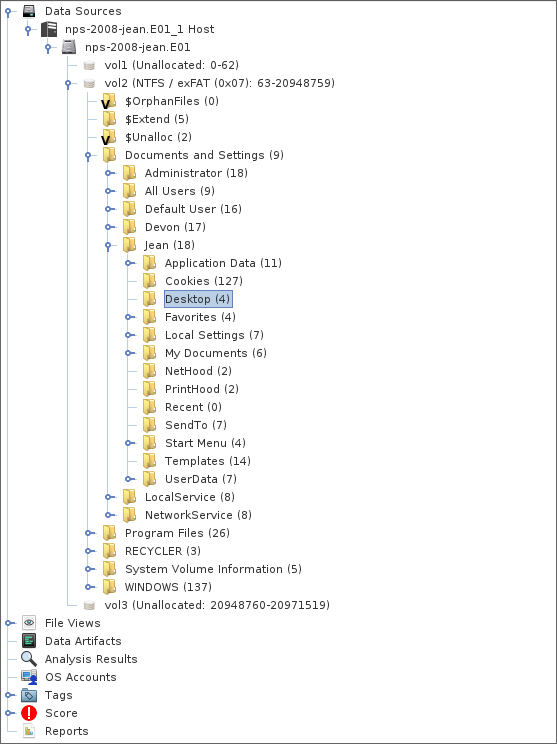 Data Sources
nps-2008-jean.E01_1 Host
nps-2008-jean.E01
vol1 (Unallocated: 0-62)
vol2 (NTFS / exFAT (0x07): 63-20948759)
$OrphanFiles (0)
$Extend (5)
$Unalloc (2)
Documents and Settings (9)
Administrator (18)
All Users (9)
Default User (16)
Devon (17)
Jean (18)
Application Data (11)
Cookies (127)
Desktop (4)
Favorites (4)
Local Settings (7)
My Documents (6)
NetHood (2)
PrintHood (2)
Recent (0)
SendTo (7)
Start Menu (4)
Templates (14)
UserData (7)
LocalService (8)
NetworkService (8)
Program Files (26)
RECYCLER (3)
System Volume Information (5)
WINDOWS (137)
vol3 (Unallocated: 20948760-20971519)
File Views
Data Artifacts
Analysis Results
OS Accounts
Tags
Score
Reports